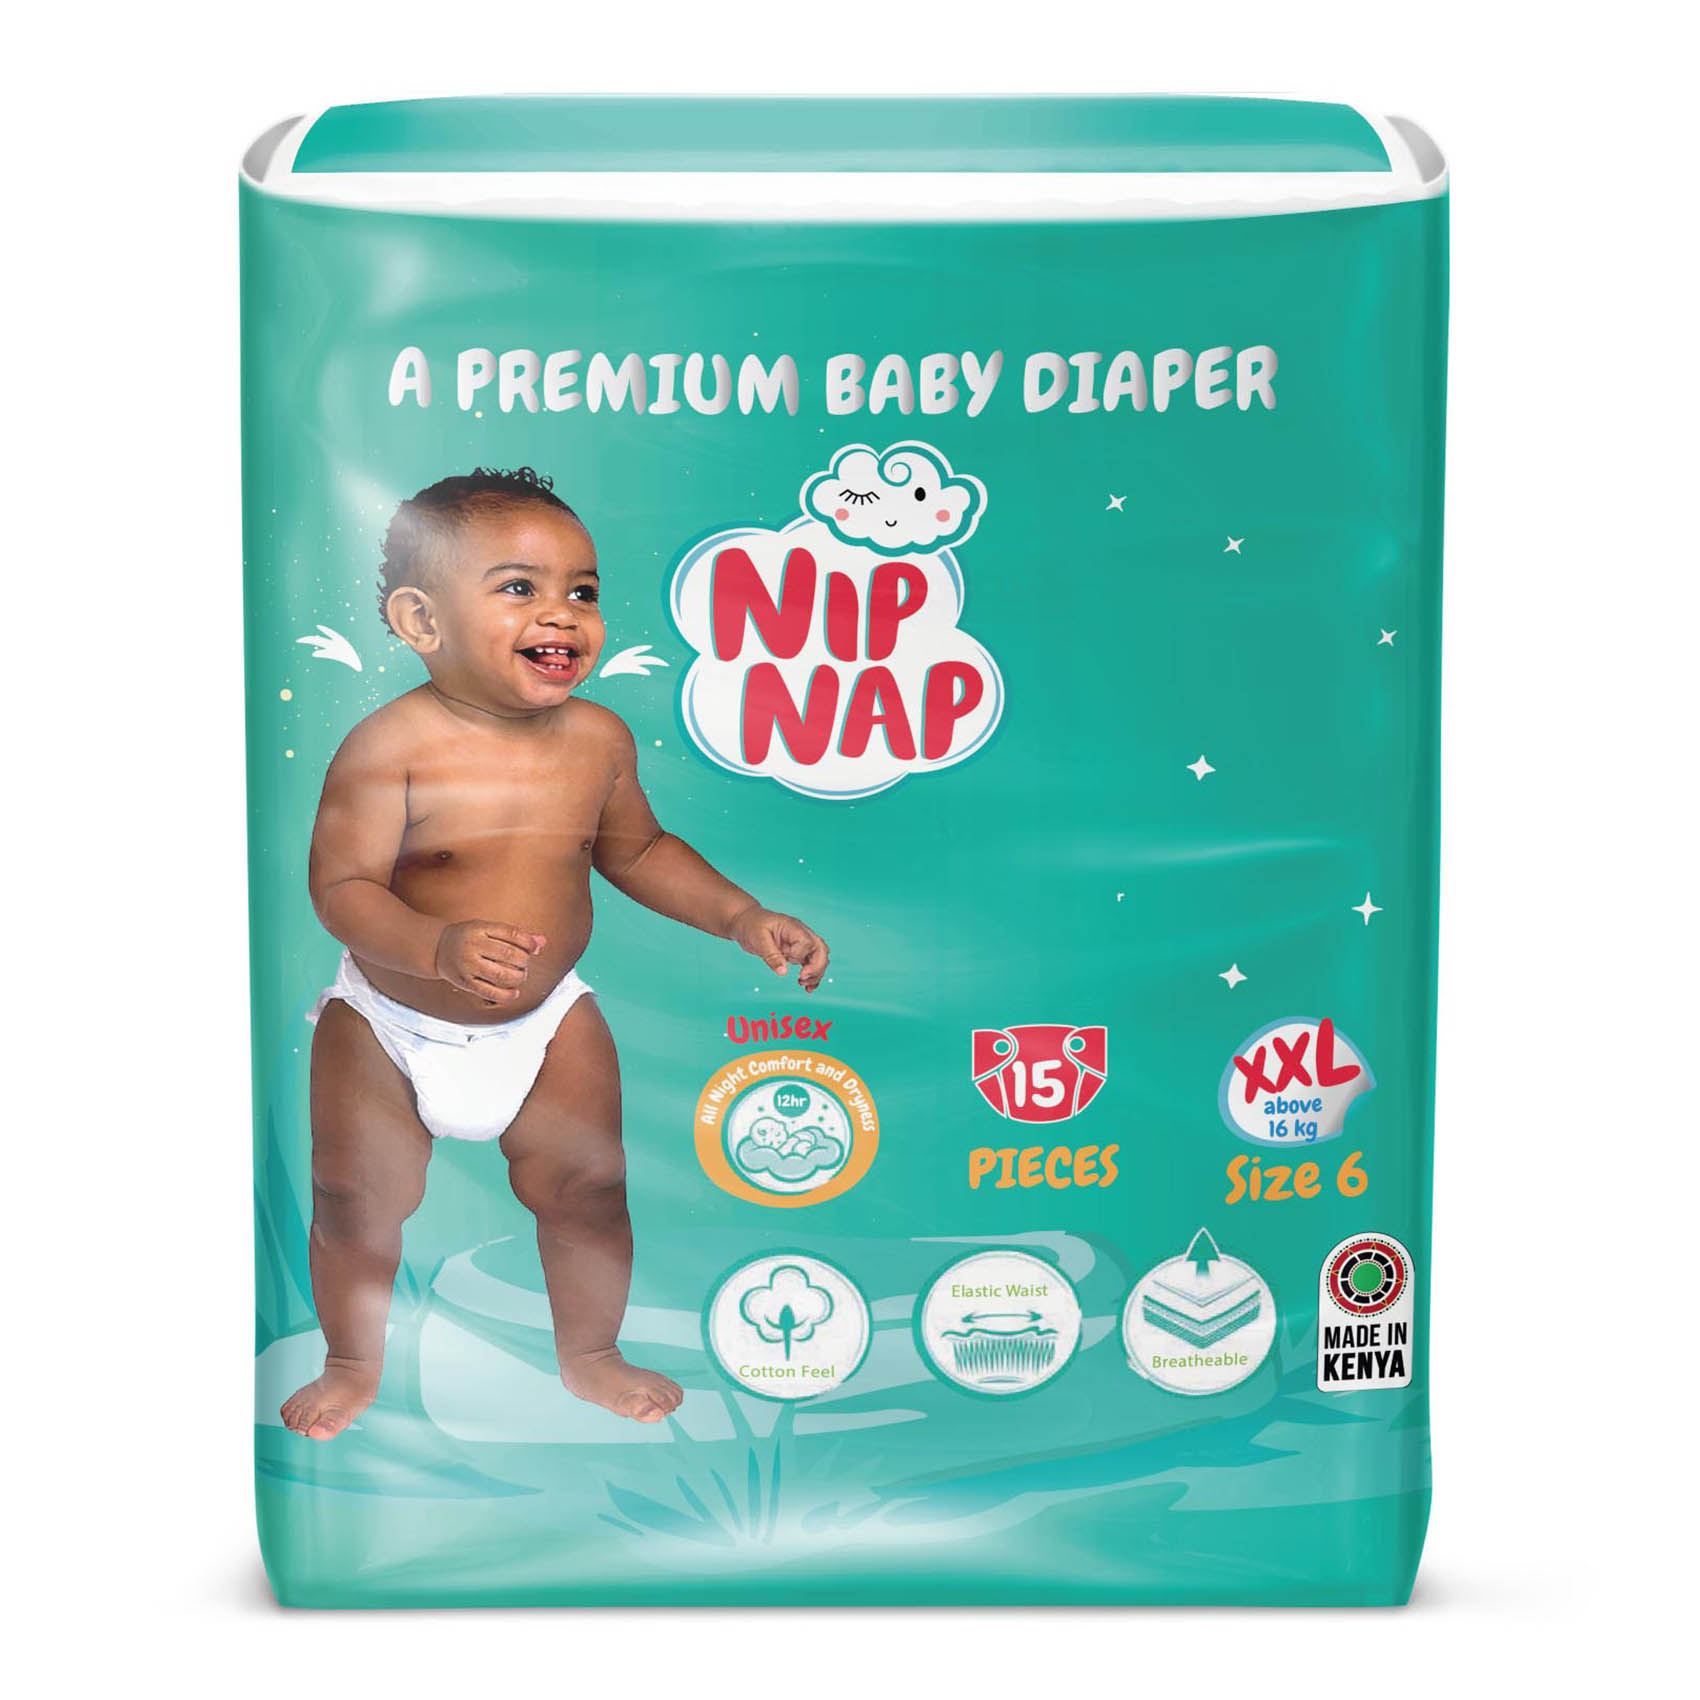 A PREMIUM BABY DIAPER
NIP
NAP
Unisex
All Night Comfort and Dryness
12hr
15
PIECES
XXL
above
16 kg
Size 6
Cotton Feel
Elastic Waist
Breatheable
MADE IN
KENYA